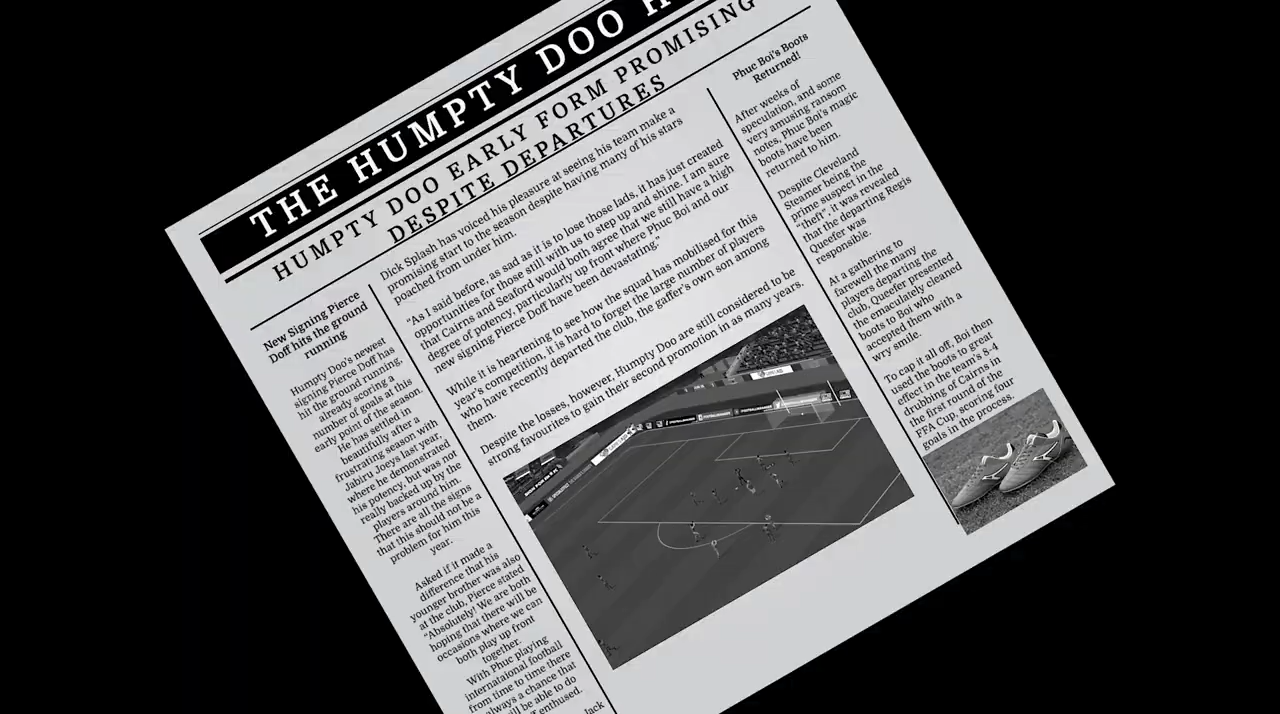 THE HUMPTY DOO
HUMPTY DOO EARLY FORM PROMISING
DESPITE DEPARTURES
New Signing Pierce
Doff hits the ground
running
Humpty Doo's newest
signing Pierce Doff has
hit the ground running,
already scoring a
number of goals at this
early point of the season.
He has settled in
beautifully after a
frustrating season with
Jabiru Joeys last year,
where he demonstrated
his potency, but was not
really backed up by the
players around him.
There are all the signs
that this should not be a
problem for him this
year.
Asked if it made a
difference that his
younger brother was also
at the club, Pierce stated
"Absolutely! We are both
hoping that there will be
occasions where we can
both play up front
together.
With Phuc playing
internataional football
from time to time there
always a chance that
will be able to do
enthused.
Dick Splash has voiced his pleasure at seeing his team make a
promising start to the season despite having many of his stars
poached from under him.
"As I said before, as sad as it is to lose those lads, it has just created
opportunities for those still with us to step up and shine. I am sure
that Cairns and Seaford would both agree that we still have a high
degree of potency, particularly up front where Phuc Boi and our
new signing Pierce Doff have been devastating."
While it is heartening to see how the squad has mobilised for this
year's competition, it is hard to forget the large number of players
who have recently departed the club, the gaffer's own son among
them.
Despite the losses, however, Humpty Doo are still considered to be
strong favourites to gain their second promotion in as many years.
Phuc Boi's Boots
Returned!
After weeks of
speculation, and some
very amusing ransom
notes, Phuc Boi's magic
boots have been
returned to him.
Despite Cleveland
Steamer being the
prime suspect in the
"theft", it was revealed
that the departing Regis
Queefer was
responsible.
At a gathering to
farewell the many
players departing the
club, Queefer presented
the emaculately cleaned
boots to Boi who
accepted them with a
wry smile.
To cap it all off, Boi then
used the boots to great
effect in the team's 8-4
drubbing of Cairns in
the first round of the
FFA Cup, scoring four
goals in the process.